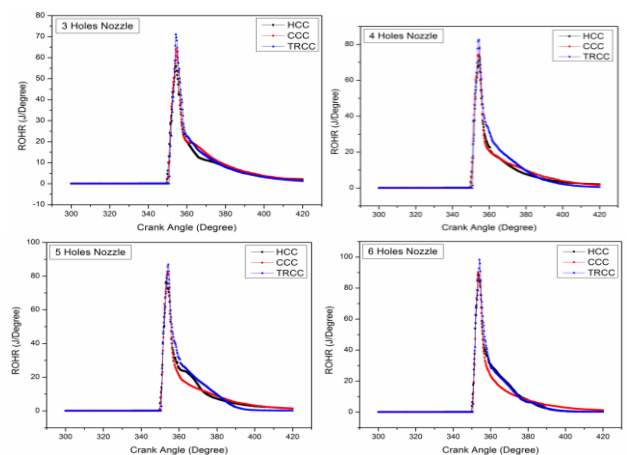 3 Holes Nozzle
HCC
CCC
TRCC
ROHR (J/Degree)
80
70
60
50
40
30
20
10
0
-10
300 320 340 360 380 400 420
Crank Angle (Degree)
4 Holes Nozzle
HCC
CCC
TRCC
ROHR (J/Degree)
80
60
40
20
0
300 320 340 360 380 400 420
Crank Angle (Degree)
5 Holes Nozzle
HCC
CCC
TRCC
ROHR (J/Degree)
100
80
60
40
20
0
300 320 340 360 380 400 420
Crank Angle (Degree)
6 Holes Nozzle
HCC
CCC
TRCC
ROHR (J/Degree)
100
80
60
40
20
0
300 320 340 360 380 400 420
Crank Angle (Degree)